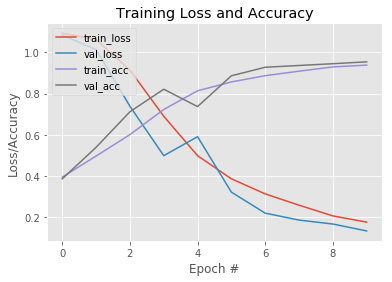 Training Loss and Accuracy
train_loss
val_loss
train_acc
val_acc
1.0
0.8
0.6
0.4
0.2
Loss/Accuracy
0 2 4 6 8
Epoch #